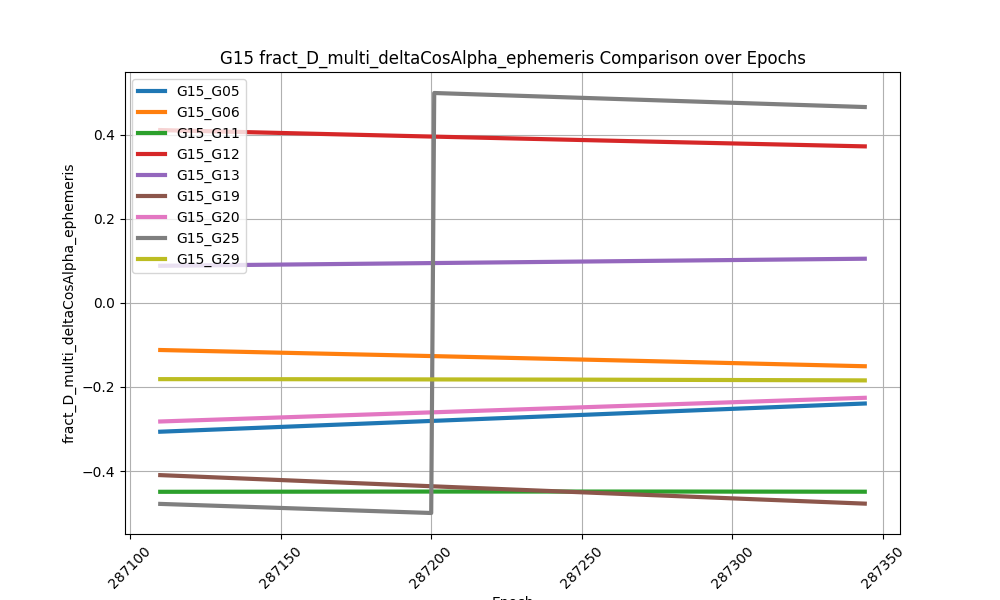 G15 fract_D_multi_deltaCosAlpha_ephemeris Comparison over Epochs
fract_D_multi_deltaCosAlpha_ephemeris
0.4
0.2
0.0
−0.2
−0.4
G15_G05
G15_G06
G15_G11
G15_G12
G15_G13
G15_G19
G15_G20
G15_G25
G15_G29
287100
287150
287200
287250
287300
287350
Epoch